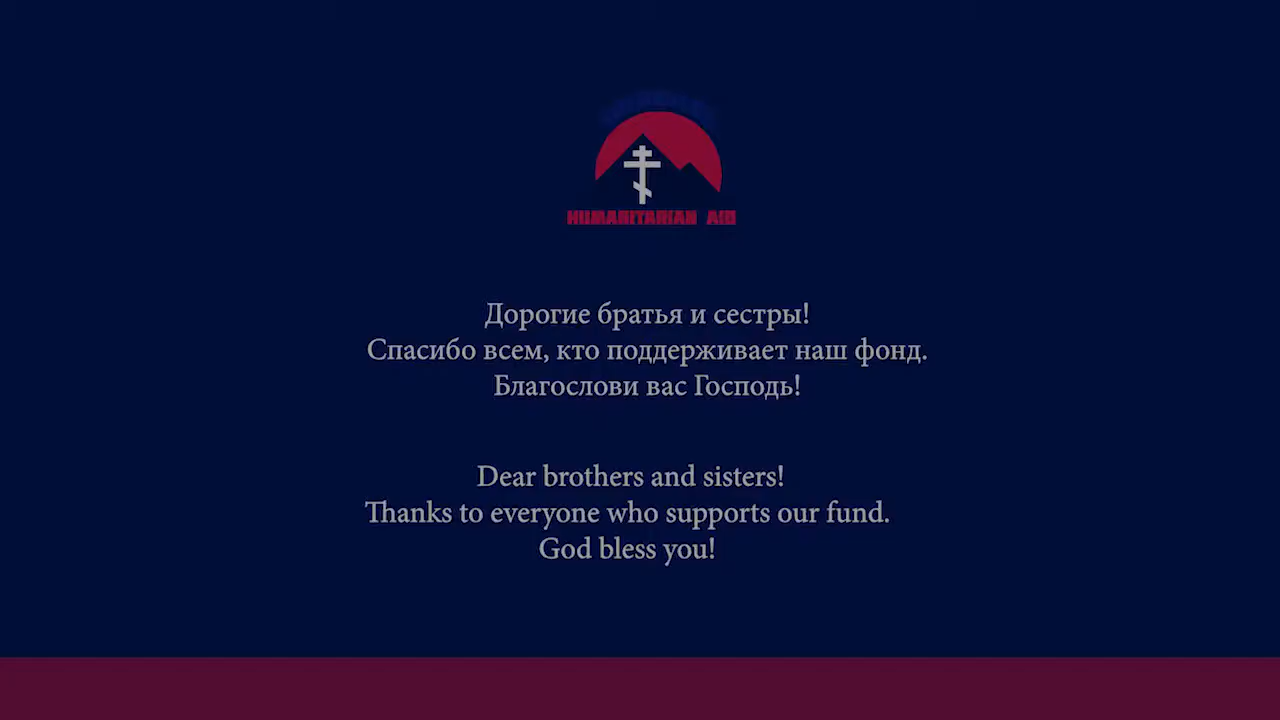 HUMANITARIAN AID
Дорогие братья и сестры!
Спасибо всем, кто поддерживает наш фонд.
Благослови вас Господь!
Dear brothers and sisters!
Thanks to everyone who supports our fund.
God bless you!